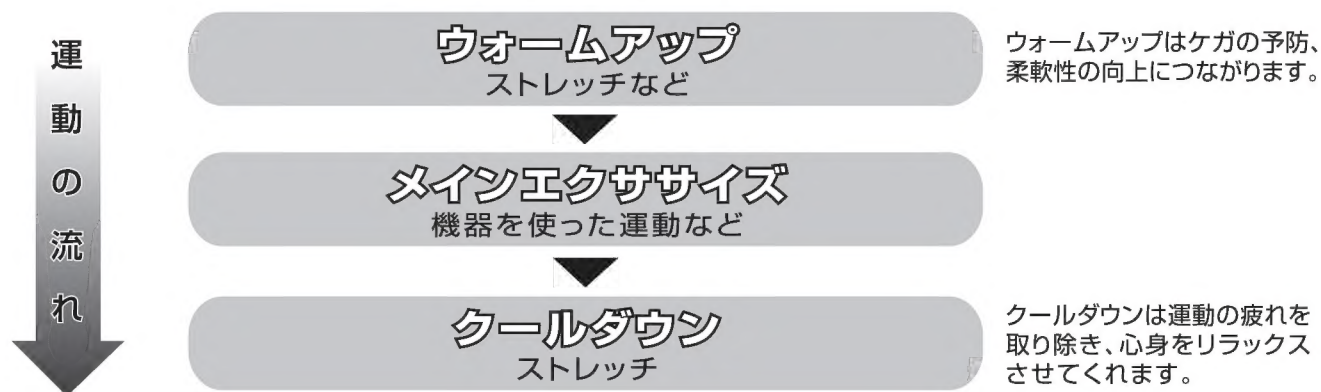 運動の流れ
ウォームアップ
ストレッチなど
ウォームアップはケガの予防、
柔軟性の向上につながります。
メインエクササイズ
機器を使った運動など
クールダウン
ストレッチ
クールダウンは運動の疲れを
取り除き、心身をリラックス
させてくれます。